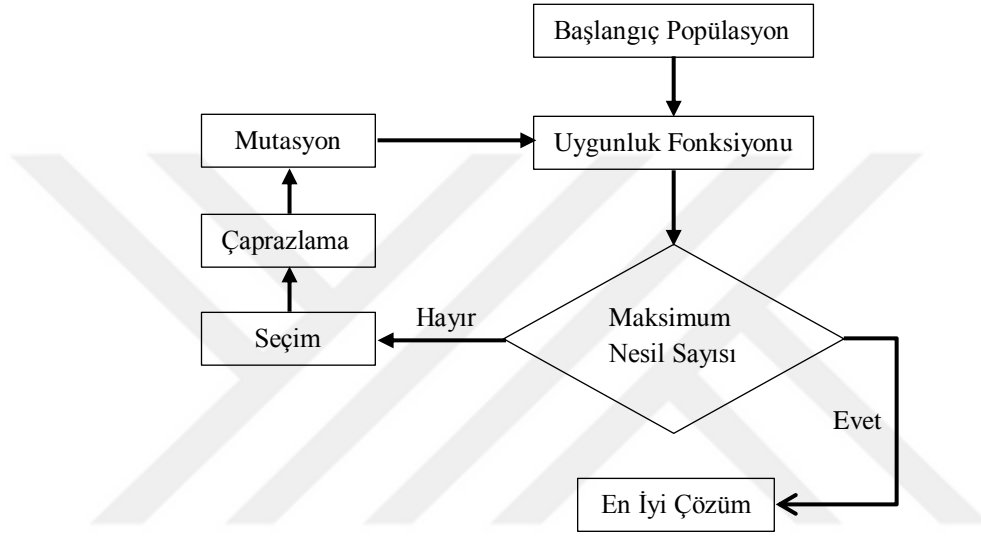 Başlangıç Popülasyon
Mutasyon
Uygunluk Fonksiyonu
Çaprazlama
Seçim
Hayır
Maksimum
Nesil Sayısı
Evet
En İyi Çözüm